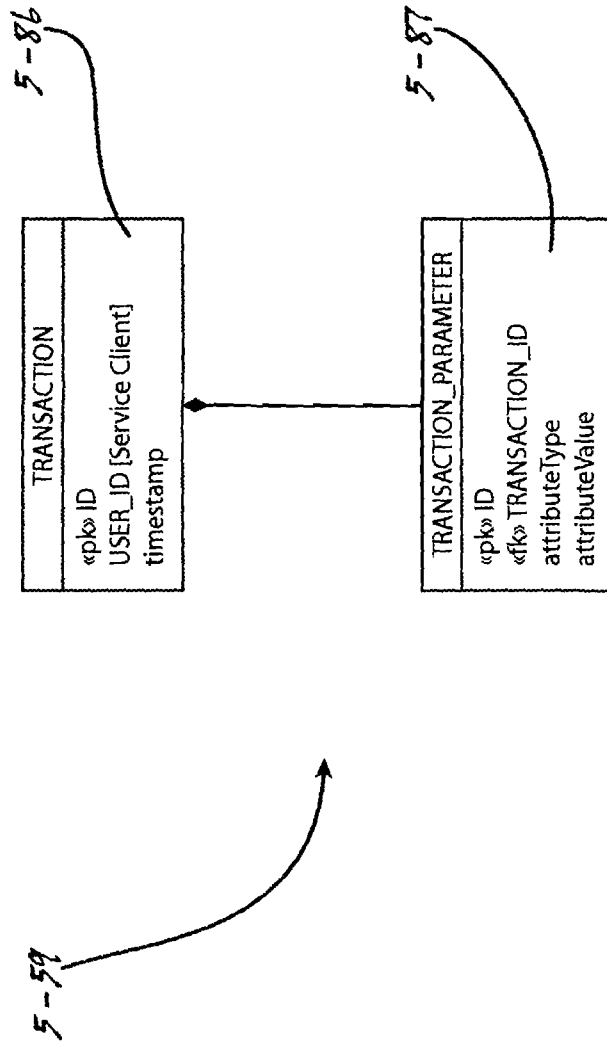 5-59
TRANSACTION
«pk» ID
USER_ID [Service Client]
timestamp
5-86
TRANSACTION_PARAMETER
«pk» ID
«fk» TRANSACTION_ID
attributeType
attributeValue
5-87